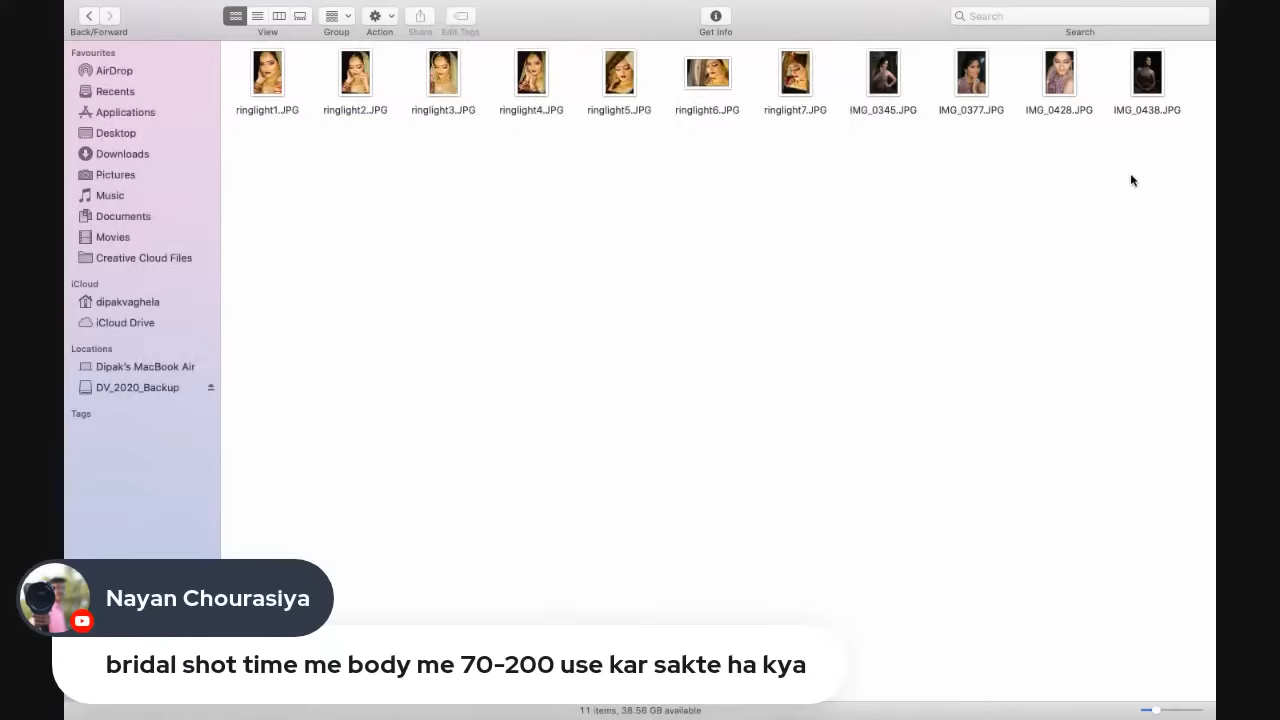 Back/Forward
View
Group
Action
Share
Edit Tags
Get Info
Search
Search
Favourites
AirDrop
Recents
Applications
Desktop
Downloads
Pictures
Music
Documents
Movies
Creative Cloud Files
iCloud
dipakvaghela
iCloud Drive
Locations
Dipak's MacBook Air
DV_2020_Backup
Tags
ringlight1.JPG
ringlight2.JPG
ringlight3.JPG
ringlight4.JPG
ringlight5.JPG
ringlight6.JPG
ringlight7.JPG
IMG_0345.JPG
IMG_0377.JPG
IMG_0428.JPG
IMG_0438.JPG
Nayan Chourasiya
bridal shot time me body me 70-200 use kar sakte ha kya
11 items, 38.56 GB available